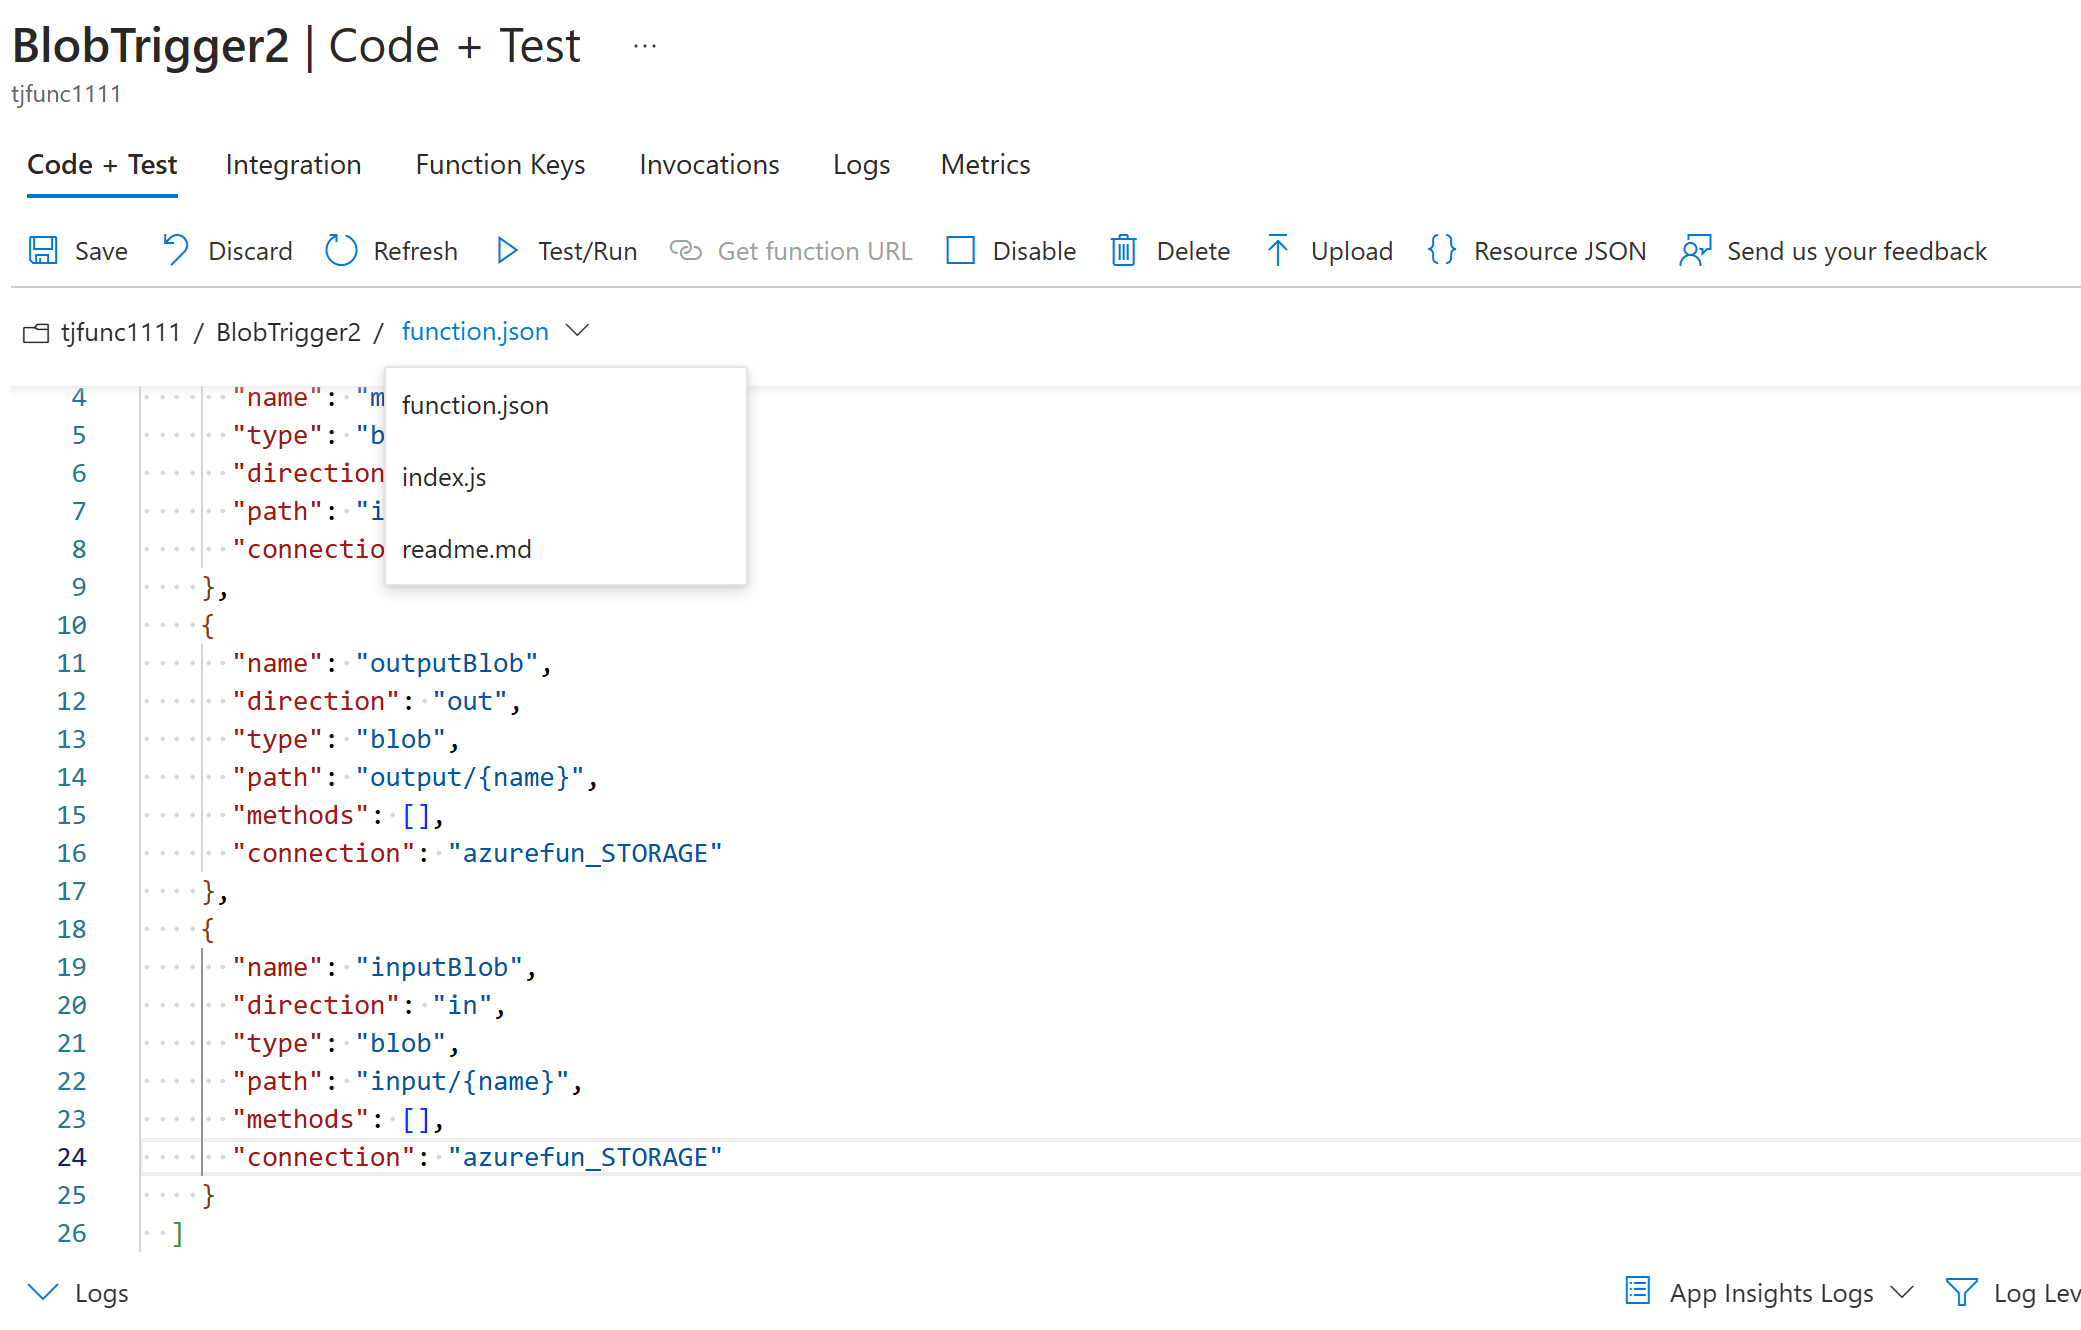 BlobTrigger2 | Code + Test ···
tjfunc1111
Code + Test Integration Function Keys Invocations Logs Metrics
Save Discard Refresh Test/Run Get function URL Disable Delete Upload {} Resource JSON Send us your feedback
tjfunc1111 / BlobTrigger2 / function.json
function.json
index.js
readme.md
4 "name": "m
5 "type": "b
6 "direction
7 "path": "i
8 "connectio
9 },
10 {
11 "name": "outputBlob",
12 "direction": "out",
13 "type": "blob",
14 "path": "output/{name}",
15 "methods": [],
16 "connection": "azurefun_STORAGE"
17 },
18 {
19 "name": "inputBlob",
20 "direction": "in",
21 "type": "blob",
22 "path": "input/{name}",
23 "methods": [],
24 "connection": "azurefun_STORAGE"
25 }
26 ]
Logs App Insights Logs Log Lev